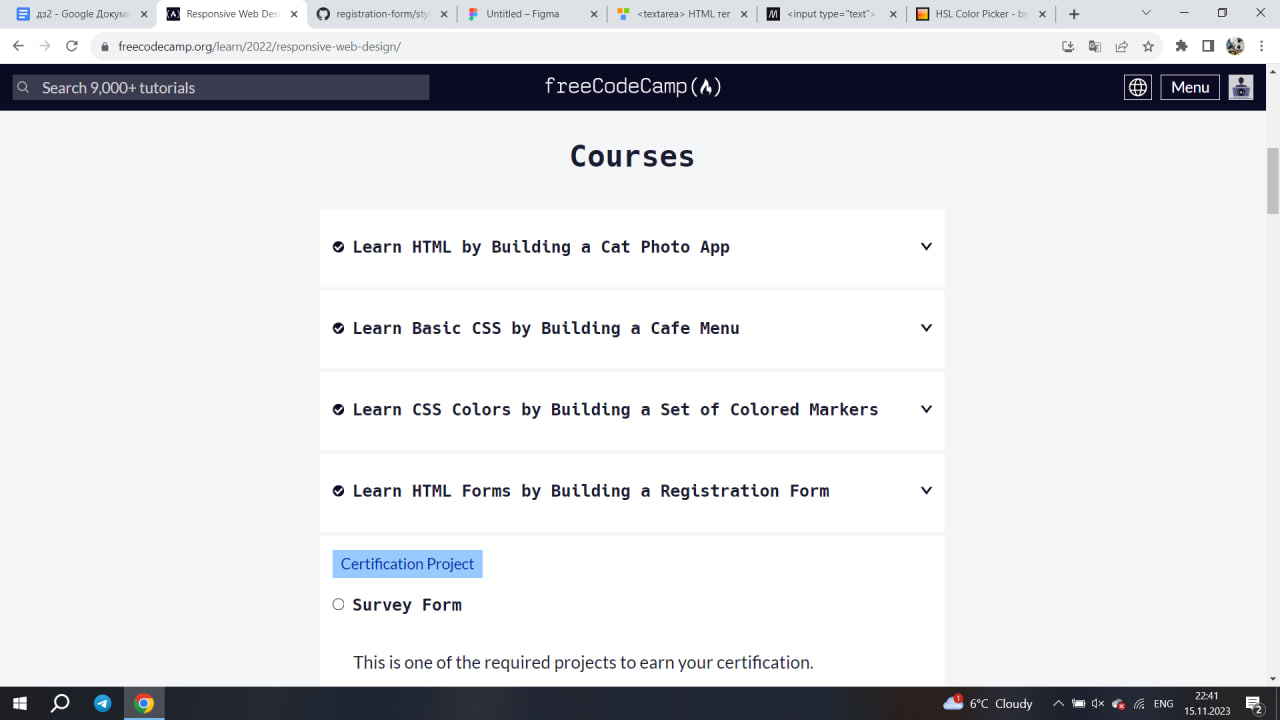 дз2 - Google Докуме
Responsive Web Des
registration-form/sty
Untitled – Figma
<textarea> HTML тег
<input type="text"
HSL Color Picker - by
freecodecamp.org/learn/2022/responsive-web-design/
Search 9,000+ tutorials
freeCodeCamp
Menu
Courses
Learn HTML by Building a Cat Photo App
Learn Basic CSS by Building a Cafe Menu
Learn CSS Colors by Building a Set of Colored Markers
Learn HTML Forms by Building a Registration Form
Certification Project
Survey Form
This is one of the required projects to earn your certification.
1
6°C Cloudy
ENG
22:41
15.11.2023
2